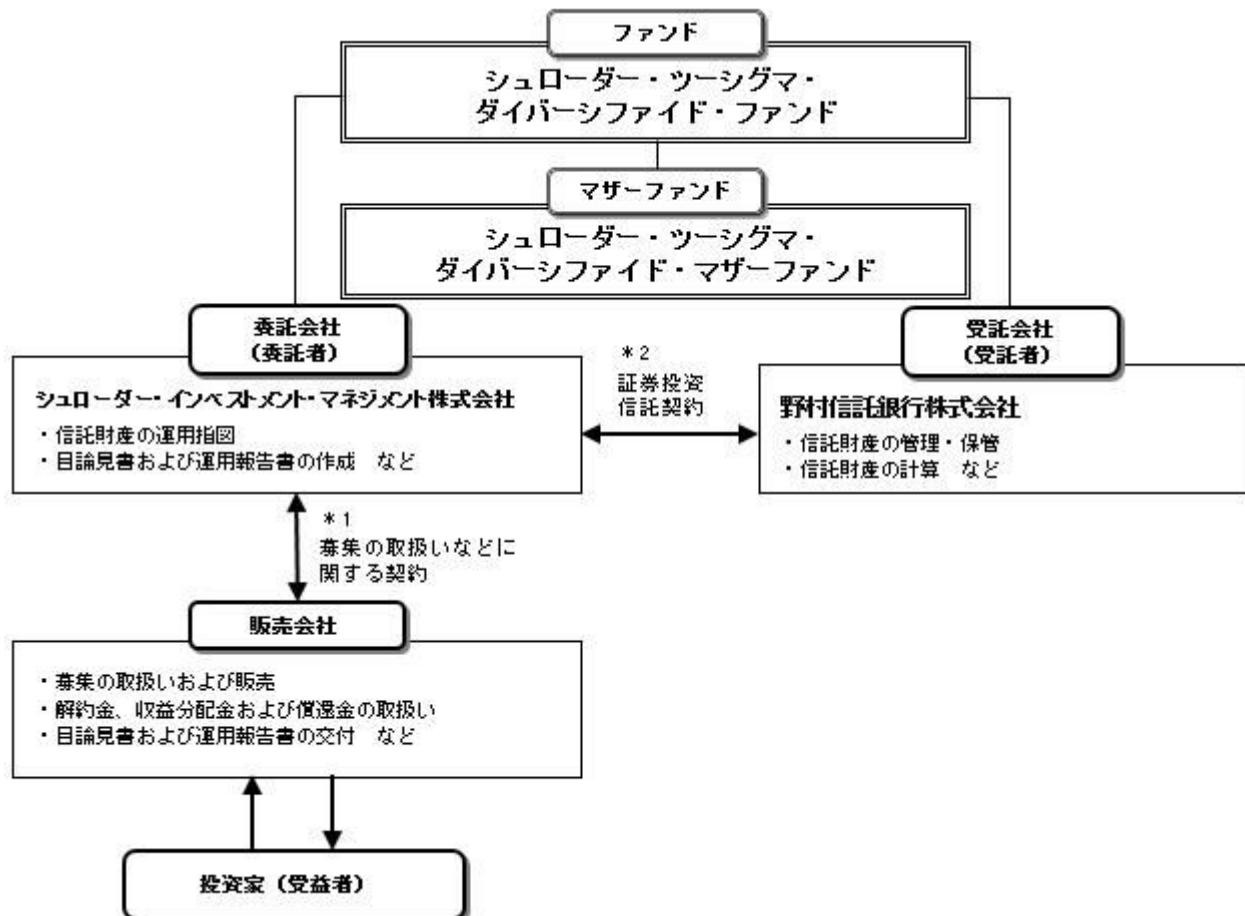 ファンド
シュローダー・ツーシグマ・
ダイバーシファイド・ファンド
マザーファンド
シュローダー・ツーシグマ・
ダイバーシファイド・マザーファンド
委託会社
(委託者)
シュローダー・インベストメント・マネジメント株式会社
・信託財産の運用指図
・目論見書および運用報告書の作成 など
*2
証券投資
信託契約
受託会社
(受託者)
野村信託銀行株式会社
・信託財産の管理・保管
・信託財産の計算 など
*1
募集の取扱いなどに
関する契約
販売会社
・募集の取扱いおよび販売
・解約金、収益分配金および償還金の取扱い
・目論見書および運用報告書の交付 など
投資家(受益者)